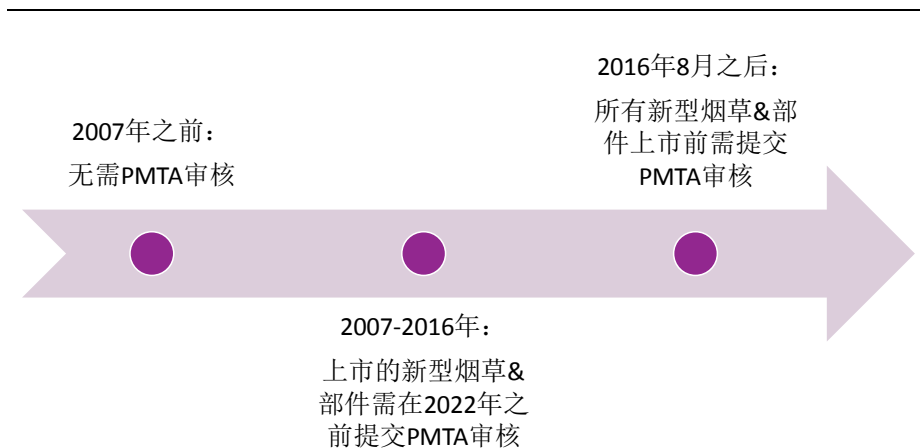 2007年之前：
无需PMTA审核
2007-2016年：
上市的新型烟草&
部件需在2022年之
前提交PMTA审核
2016年8月之后：
所有新型烟草&部
件上市前需提交
PMTA审核